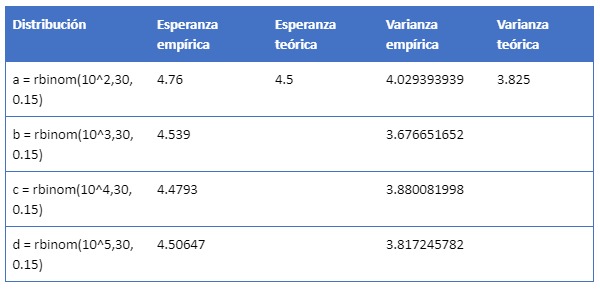 Distribución Esperanza empírica Esperanza teórica Varianza empírica Varianza teórica
a = rbinom(10^2,30, 0.15) 4.76 4.5 4.029393939 3.825
b = rbinom(10^3,30, 0.15) 4.539 3.676651652
c = rbinom(10^4,30, 0.15) 4.4793 3.880081998
d = rbinom(10^5,30, 0.15) 4.50647 3.817245782